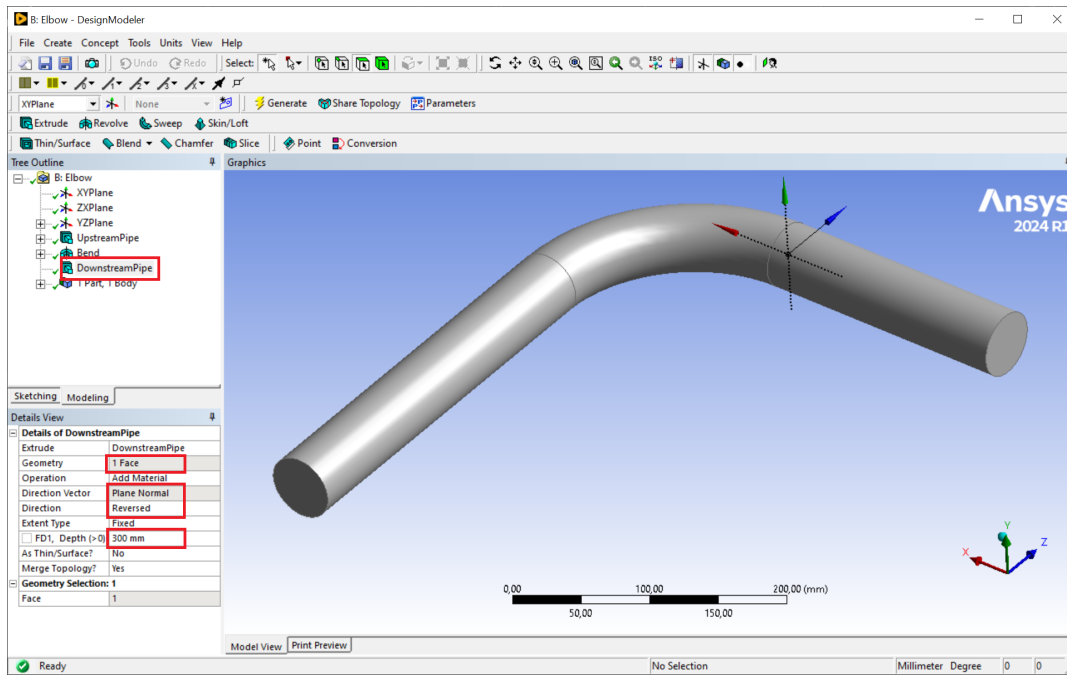 B: Elbow - DesignModeler
File Create Concept Tools Units View Help
Undo Redo Select:
XYPlane None Generate Share Topology Parameters
Extrude Revolve Sweep Skin/Loft
Thin/Surface Blend Chamfer Slice Point Conversion
Tree Outline
B: Elbow
XYPlane
ZXPlane
YZPlane
UpstreamPipe
Bend
DownstreamPipe
1 Part, 1 Body
Sketching Modeling
Details View
Details of DownstreamPipe
Extrude DownstreamPipe
Geometry 1 Face
Operation Add Material
Direction Vector Plane Normal
Direction Reversed
Extent Type Fixed
FD1, Depth (>0) 300 mm
As Thin/Surface? No
Merge Topology? Yes
Geometry Selection: 1
Face 1
Graphics
Ansys
2024 R1
Y
X Z
0,00 100,00 200,00 (mm)
50,00 150,00
Model View Print Preview
Ready No Selection Millimeter Degree 0 0